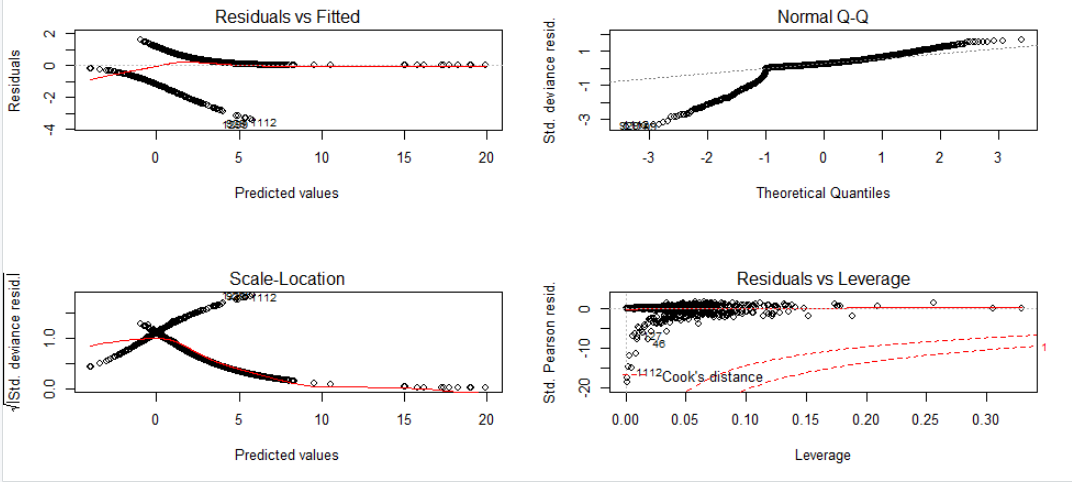 Residuals vs Fitted
Residuals
2
0
-2
-4
1112
0 5 10 15 20
Predicted values
Normal Q-Q
Std. deviance resid.
1
-1
-3
-3 -2 -1 0 1 2 3
Theoretical Quantiles
Scale-Location
√|Std. deviance resid.|
1.0
0.0
1112
0 5 10 15 20
Predicted values
Residuals vs Leverage
Std. Pearson resid.
0
-10
-20
27
46
1112
Cook's distance
1
0.00 0.05 0.10 0.15 0.20 0.25 0.30
Leverage